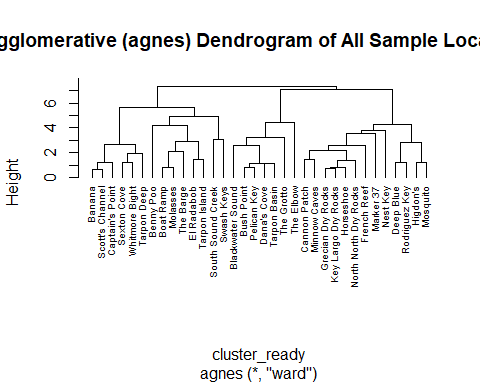 gglomerative (agnes) Dendrogram of All Sample Loca
Height
0
2
4
6
Banana
Scott's Channel
Captain's Point
Sexton Cove
Whitmore Bight
Tarpon Deep
Benny Poo
Boat Ramp
Molasses
The Barge
El Radabob
Tarpon Island
South Sound Creek
Swash Keys
Blackwater Sound
Bush Point
Pelican Key
Dana's Cove
Tarpon Basin
The Grotto
The Elbow
Cannon Patch
Minnow Caves
Grecian Dry Rocks
Key Largo Dry Rocks
Horseshoe
North North Dry Rocks
French Reef
Marker 37
Nest Key
Deep Blue
Rodriguez Key
Higdon's
Mosquito
cluster_ready
agnes (*, "ward")